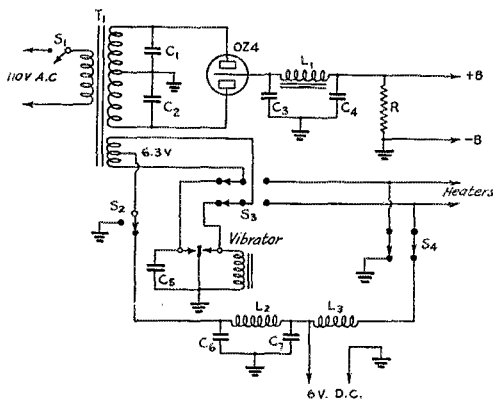 T1
S1
110V A.C
C1
C2
OZ4
L1
C3
C4
R
+B
-B
6.3V
S2
S3
Heaters
Vibrator
C5
S4
L2
L3
C6
C7
6V. D.C.